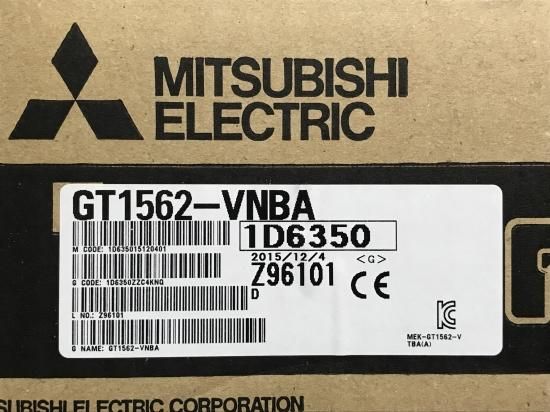 MITSUBISHI
ELECTRIC
GT1562-VNBA
M CODE: 1D635015120401
1D6350
2015/12/4 <G>
G CODE: 1D6350ZZC4KNQ
Z96101 CE
D
L NO.: Z96101
G NAME: GT1562-VNBA
MEK-GT1562-V
TBA(A)
SUBISHI ELECTRIC CORPORATION